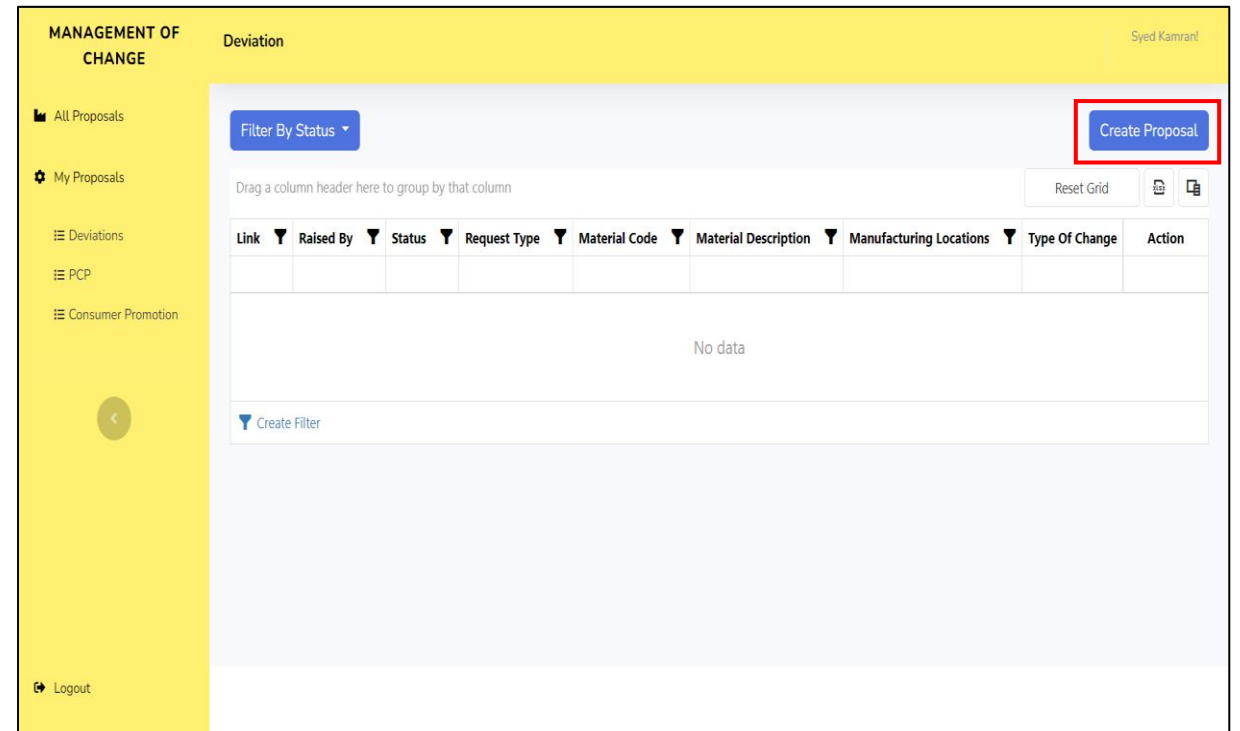 MANAGEMENT OF
CHANGE
Deviation
Syed Kamran!
All Proposals
My Proposals
Deviations
PCP
Consumer Promotion
Logout
Filter By Status
Create Proposal
Drag a column header here to group by that column
Reset Grid
Link Raised By Status Request Type Material Code Material Description Manufacturing Locations Type Of Change Action
No data
Create Filter